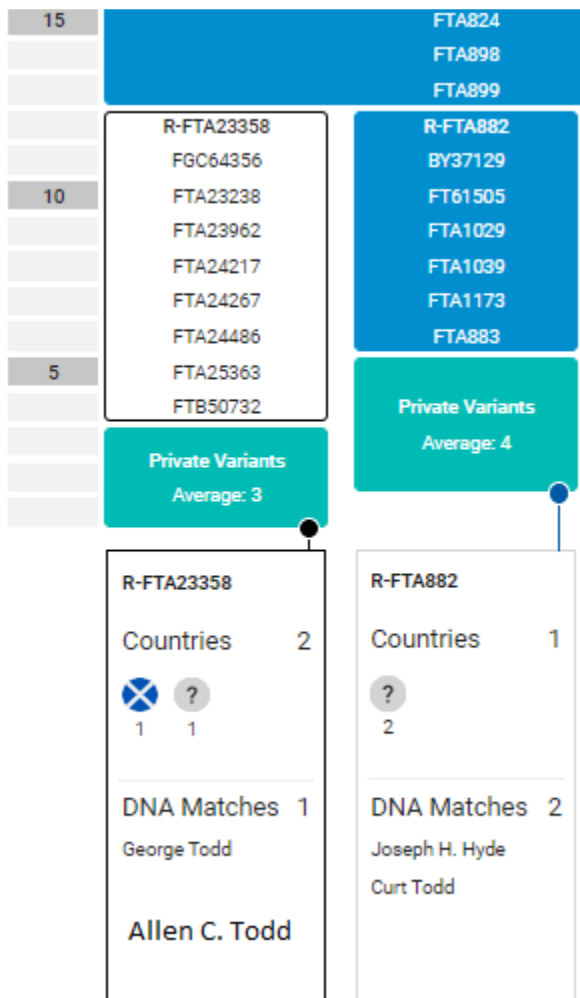 15
FTA824
FTA898
FTA899
R-FTA23358
FGC64356
10
FTA23238
FTA23962
FTA24217
FTA24267
FTA24486
5
FTA25363
FTB50732
Private Variants
Average: 3
R-FTA882
BY37129
FT61505
FTA1029
FTA1039
FTA1173
FTA883
Private Variants
Average: 4
R-FTA23358
Countries 2
?
1 1
DNA Matches 1
George Todd
Allen C. Todd
R-FTA882
Countries 1
?
2
DNA Matches 2
Joseph H. Hyde
Curt Todd